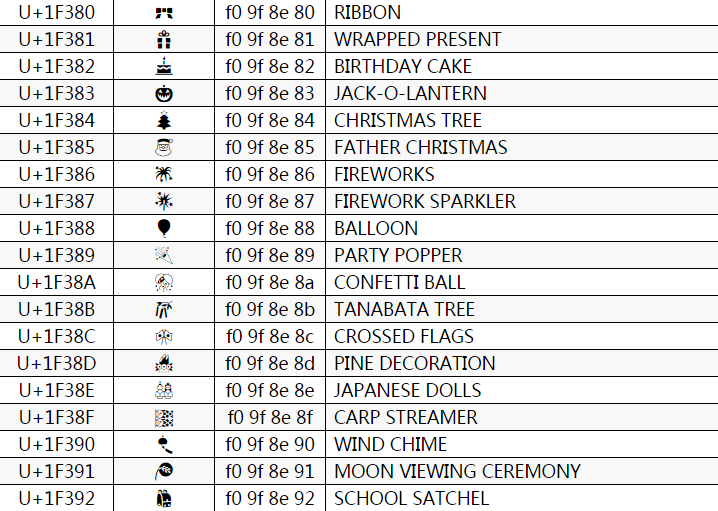 U+1F380 🎀 f0 9f 8e 80 RIBBON
U+1F381 🎁 f0 9f 8e 81 WRAPPED PRESENT
U+1F382 🎂 f0 9f 8e 82 BIRTHDAY CAKE
U+1F383 🎃 f0 9f 8e 83 JACK-O-LANTERN
U+1F384 🎄 f0 9f 8e 84 CHRISTMAS TREE
U+1F385 🎅 f0 9f 8e 85 FATHER CHRISTMAS
U+1F386 🎆 f0 9f 8e 86 FIREWORKS
U+1F387 🎇 f0 9f 8e 87 FIREWORK SPARKLER
U+1F388 🎈 f0 9f 8e 88 BALLOON
U+1F389 🎉 f0 9f 8e 89 PARTY POPPER
U+1F38A 🎊 f0 9f 8e 8a CONFETTI BALL
U+1F38B 🎋 f0 9f 8e 8b TANABATA TREE
U+1F38C 🎌 f0 9f 8e 8c CROSSED FLAGS
U+1F38D 🎍 f0 9f 8e 8d PINE DECORATION
U+1F38E 🎎 f0 9f 8e 8e JAPANESE DOLLS
U+1F38F 🎏 f0 9f 8e 8f CARP STREAMER
U+1F390 🎐 f0 9f 8e 90 WIND CHIME
U+1F391 🎑 f0 9f 8e 91 MOON VIEWING CEREMONY
U+1F392 🎒 f0 9f 8e 92 SCHOOL SATCHEL